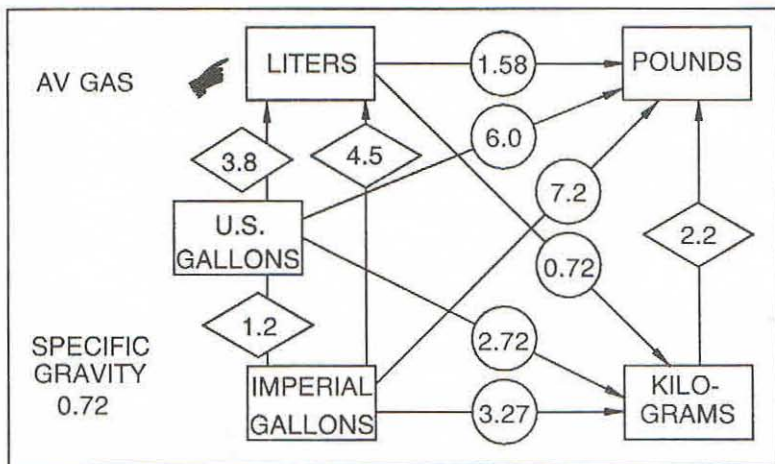 LITERS
1.58
POUNDS
AV GAS
6.0
3.8
4.5
7.2
U.S.
GALLONS
2.2
0.72
1.2
2.72
SPECIFIC
GRAVITY
0.72
IMPERIAL
GALLONS
3.27
KILO-
GRAMS